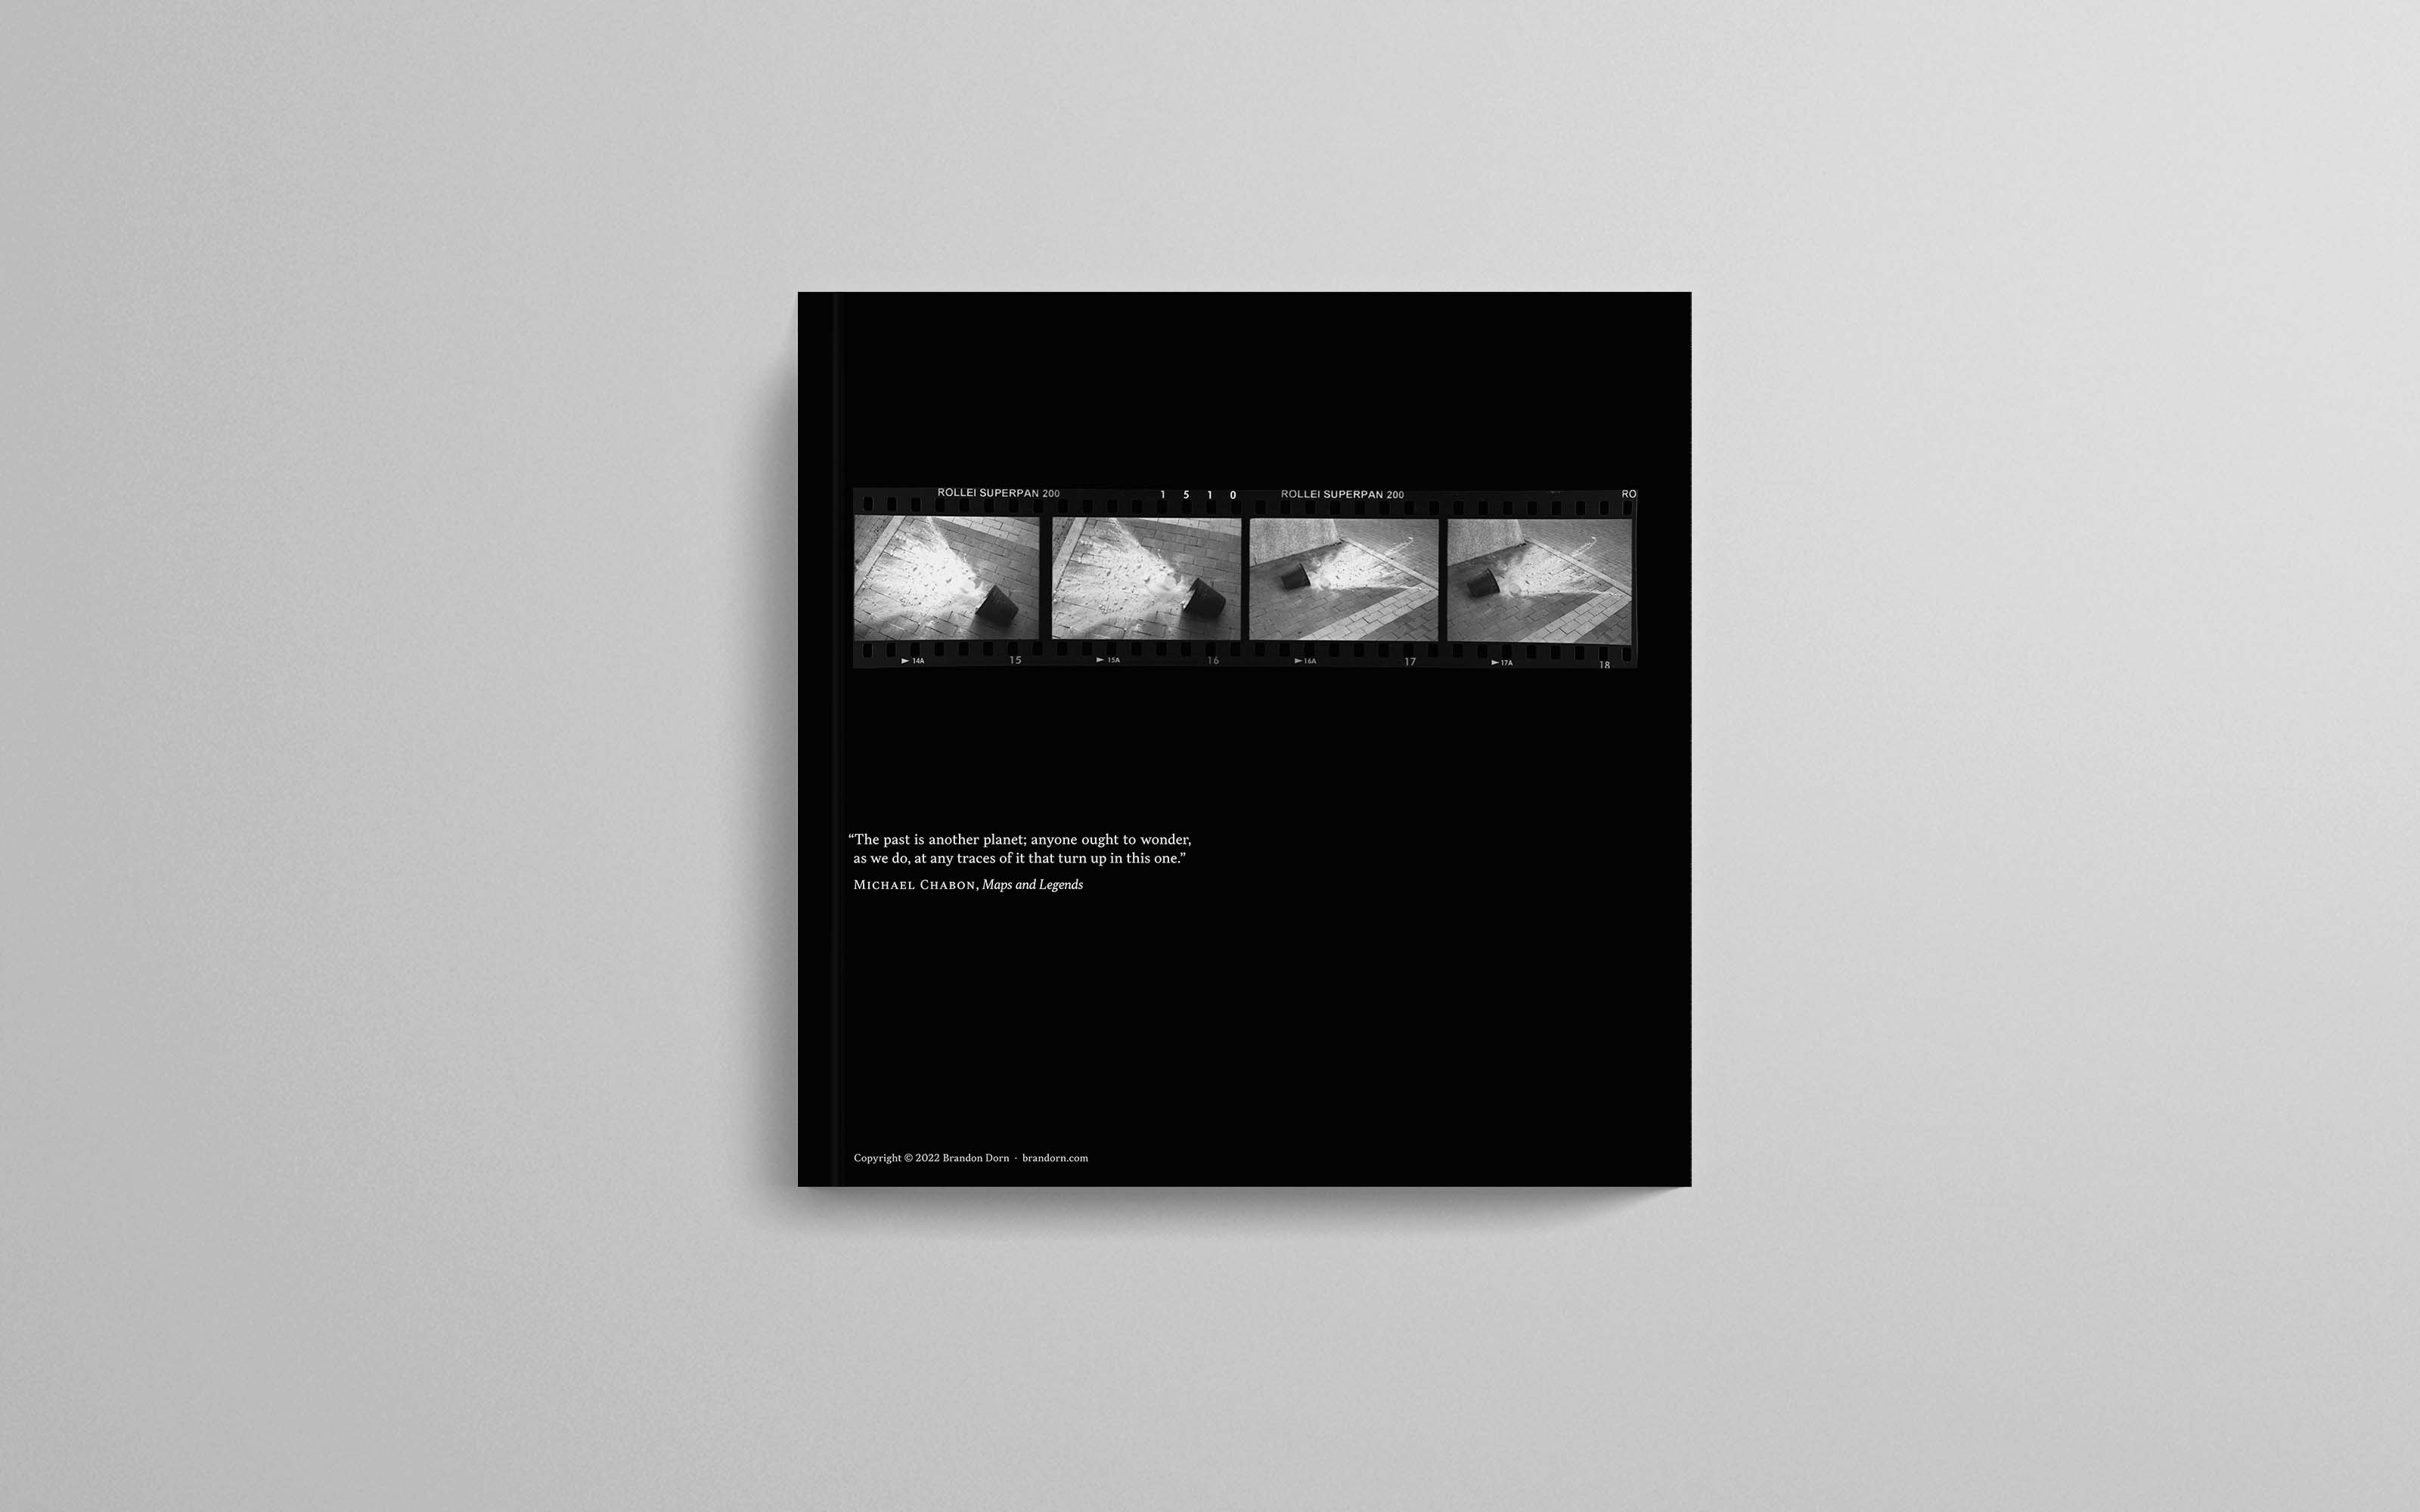 ROLLEI SUPERPAN 200 1 5 1 0 ROLLEI SUPERPAN 200 RO
14A 15 15A 16 16A 17 17A 18
“The past is another planet; anyone ought to wonder,
as we do, at any traces of it that turn up in this one.”
MICHAEL CHABON, Maps and Legends
Copyright © 2022 Brandon Dorn · brandorn.com